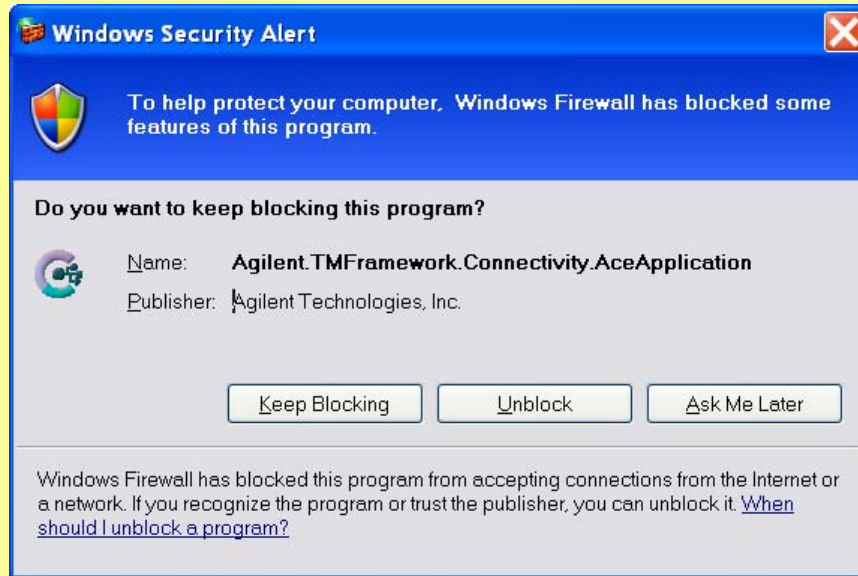 Windows Security Alert
To help protect your computer, Windows Firewall has blocked some
features of this program.
Do you want to keep blocking this program?
Name: Agilent.TMFramework.Connectivity.AceApplication
Publisher: Agilent Technologies, Inc.
Keep Blocking Unblock Ask Me Later
Windows Firewall has blocked this program from accepting connections from the Internet or
a network. If you recognize the program or trust the publisher, you can unblock it. When
should I unblock a program?